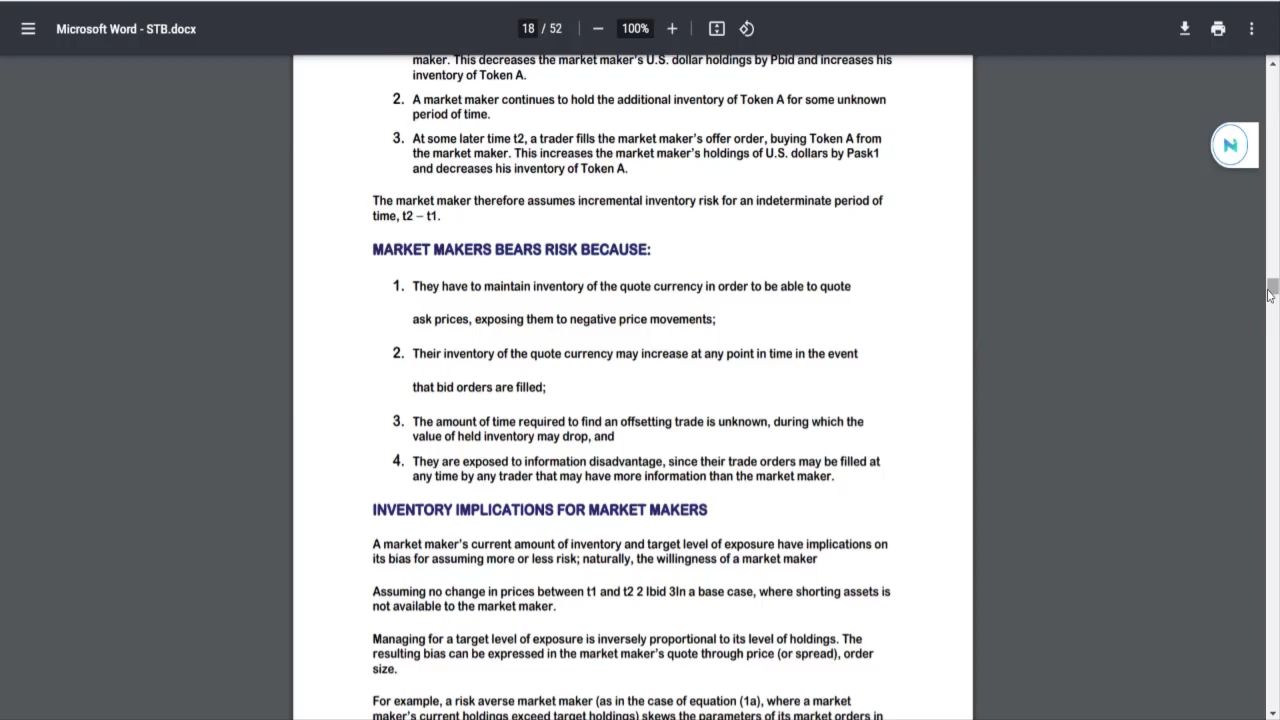 Microsoft Word - STB.docx
18 / 52
100%
maker. This decreases the market maker's U.S. dollar holdings by Pbid and increases his
inventory of Token A.
2. A market maker continues to hold the additional inventory of Token A for some unknown
period of time.
3. At some later time t2, a trader fills the market maker's offer order, buying Token A from
the market maker. This increases the market maker's holdings of U.S. dollars by Pask1
and decreases his inventory of Token A.
The market maker therefore assumes incremental inventory risk for an indeterminate period of
time, t2 – t1.
MARKET MAKERS BEARS RISK BECAUSE:
1. They have to maintain inventory of the quote currency in order to be able to quote
ask prices, exposing them to negative price movements;
2. Their inventory of the quote currency may increase at any point in time in the event
that bid orders are filled;
3. The amount of time required to find an offsetting trade is unknown, during which the
value of held inventory may drop, and
4. They are exposed to information disadvantage, since their trade orders may be filled at
any time by any trader that may have more information than the market maker.
INVENTORY IMPLICATIONS FOR MARKET MAKERS
A market maker's current amount of inventory and target level of exposure have implications on
its bias for assuming more or less risk; naturally, the willingness of a market maker
Assuming no change in prices between t1 and t2 2 Ibid 3In a base case, where shorting assets is
not available to the market maker.
Managing for a target level of exposure is inversely proportional to its level of holdings. The
resulting bias can be expressed in the market maker's quote through price (or spread), order
size.
For example, a risk averse market maker (as in the case of equation (1a), where a market
maker's current holdings exceed target holdings) skews the parameters of its market orders in
N